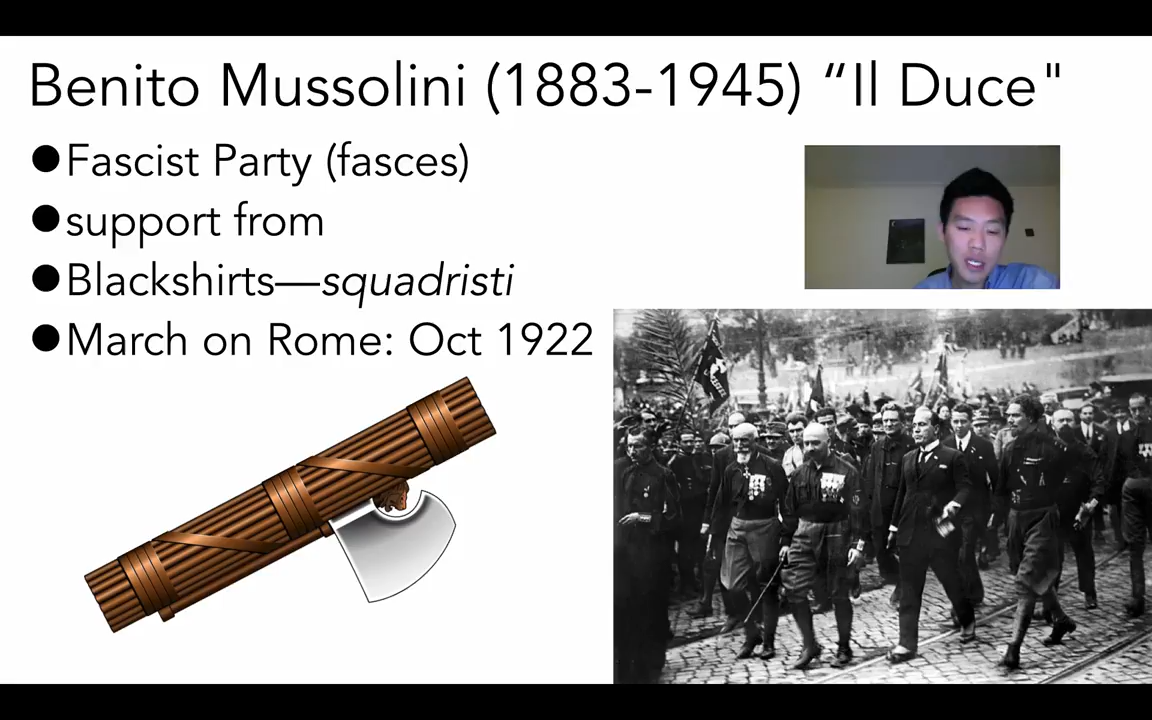 Benito Mussolini (1883-1945) “Il Duce"
●Fascist Party (fasces)
●support from
●Blackshirts—squadristi
●March on Rome: Oct 1922